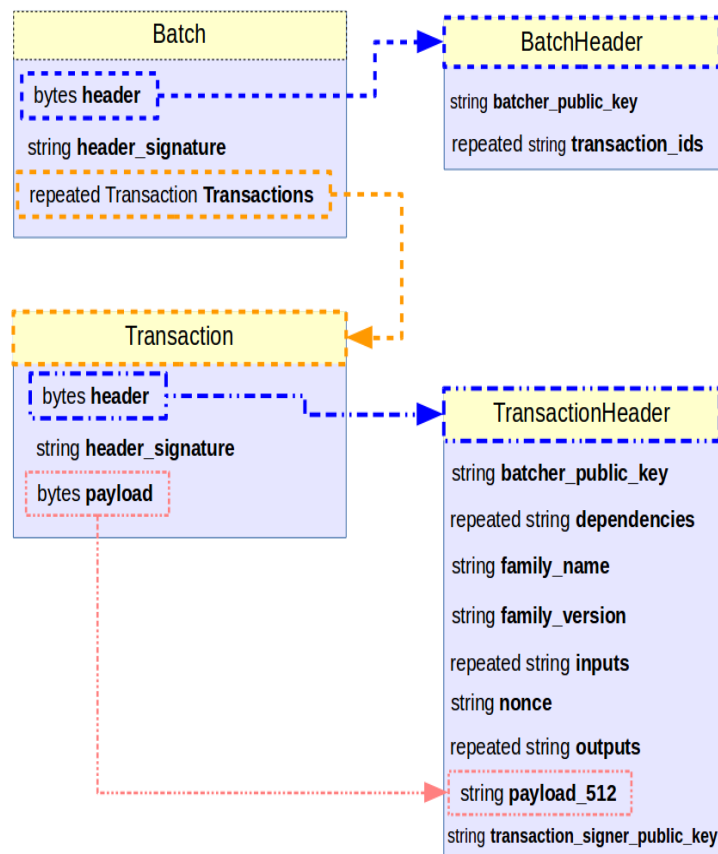 Batch
bytes header
string header_signature
repeated Transaction Transactions
BatchHeader
string batcher_public_key
repeated string transaction_ids
Transaction
bytes header
string header_signature
bytes payload
TransactionHeader
string batcher_public_key
repeated string dependencies
string family_name
string family_version
repeated string inputs
string nonce
repeated string outputs
string payload_512
string transaction_signer_public_key